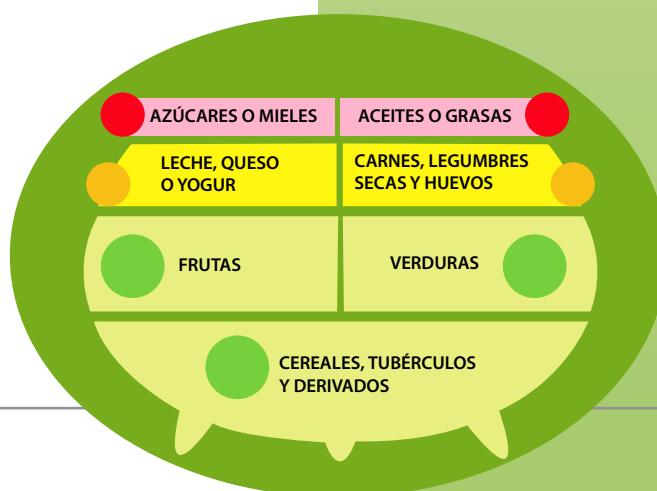 AZÚCARES O MIELES
ACEITES O GRASAS
LECHE, QUESO
O YOGUR
CARNES, LEGUMBRES
SECAS Y HUEVOS
FRUTAS
VERDURAS
CEREALES, TUBÉRCULOS
Y DERIVADOS